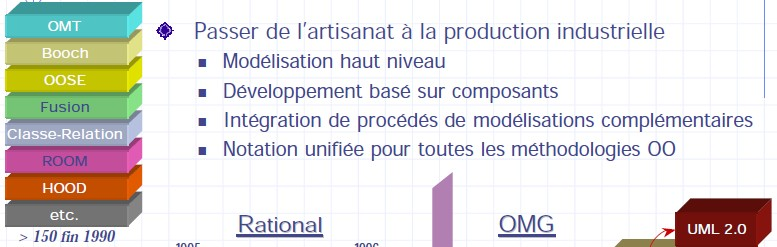 OMT
Booch
OOSE
Fusion
Classe-Relation
ROOM
HOOD
etc.
> 150 fin 1990
Passer de l'artisanat à la production industrielle
Modélisation haut niveau
Développement basé sur composants
Intégration de procédés de modélisations complémentaires
Notation unifiée pour toutes les méthodologies OO
Rational
OMG
UML 2.0
1995
1996